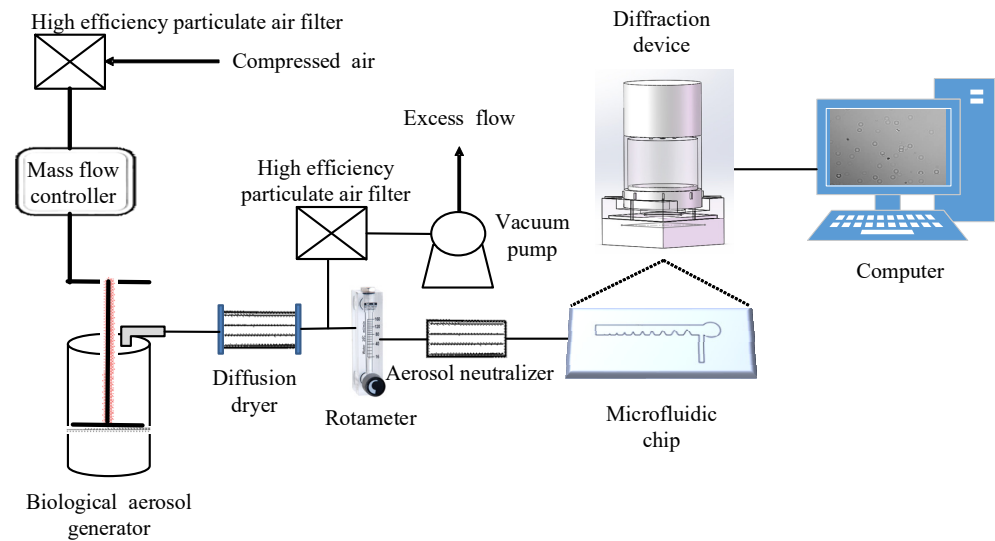 High efficiency particulate air filter
Compressed air
Mass flow
controller
Biological aerosol
generator
Diffusion
dryer
High efficiency
particulate air filter
Excess flow
Vacuum
pump
Rotameter
Aerosol neutralizer
Diffraction
device
Microfluidic
chip
Computer